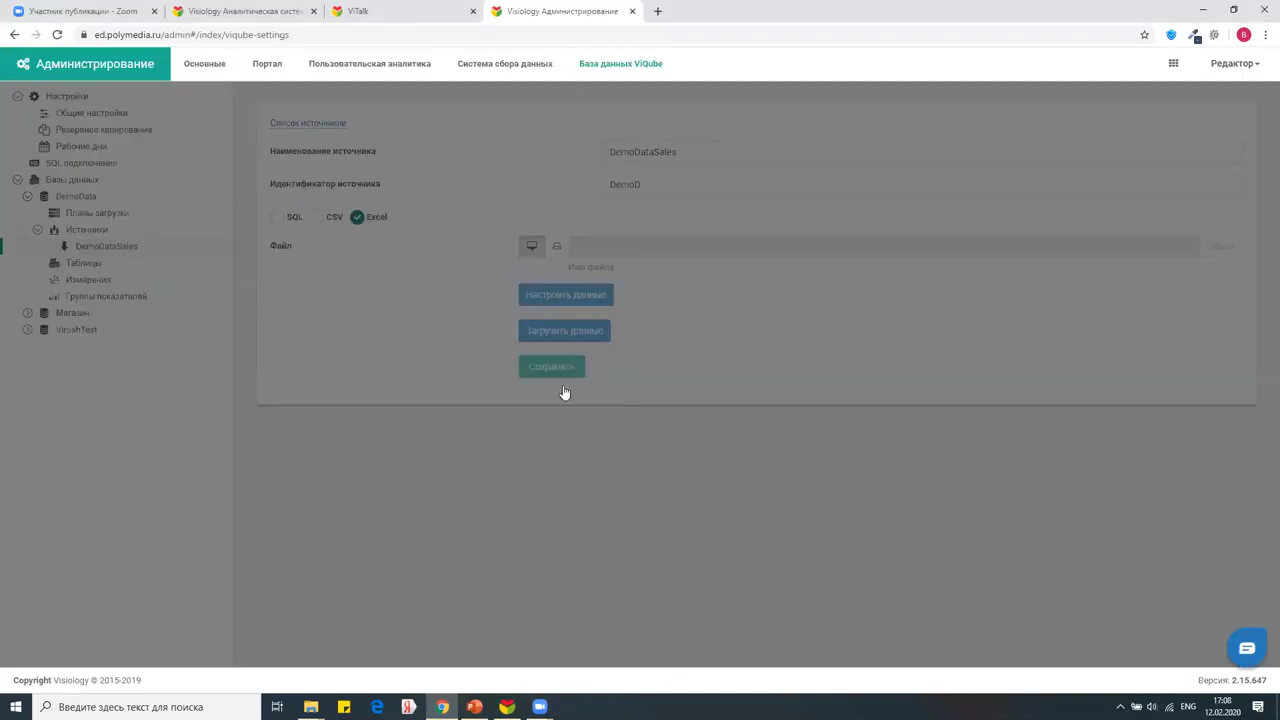 Участник публикации - Zoom
Visiology Аналитическая систе
ViTalk
Visiology Администрирование
ed.polymedia.ru/admin#/index/viqube-settings
B
Администрирование
Основные
Портал
Пользовательская аналитика
Система сбора данных
База данных ViQube
Редактор
Настройки
Общие настройки
Резервное копирование
Рабочие дни
SQL подключения
Базы данных
DemoData
Планы загрузки
Источники
DemoDataSales
Таблицы
Измерения
Группы показателей
Магазин
VirushTest
Список источников
Наименование источника
DemoDataSales
Идентификатор источника
DemoD
SQL
CSV
Excel
Файл
Имя файла
Настроить данные
Загрузить данные
Сохранить
Copyright Visiology © 2015-2019
Версия: 2.15.647
Введите здесь текст для поиска
ENG
17:08
12.02.2020